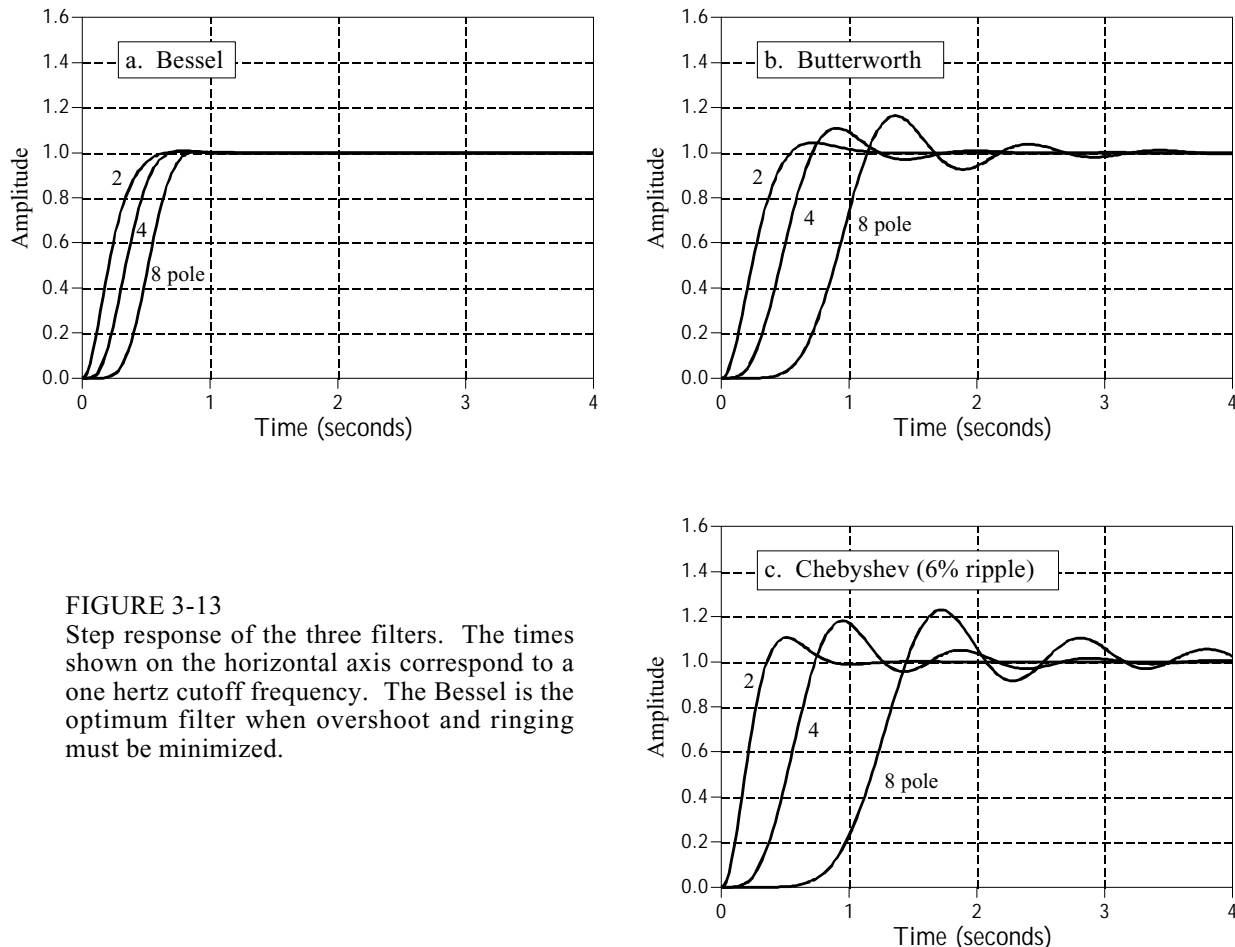 1.6
1.4
1.2
1.0
0.8
0.6
0.4
0.2
0.0
Amplitude
a. Bessel
2
4
8 pole
0 1 2 3 4
Time (seconds)
1.6
1.4
1.2
1.0
0.8
0.6
0.4
0.2
0.0
Amplitude
b. Butterworth
2
4
8 pole
0 1 2 3 4
Time (seconds)
FIGURE 3-13
Step response of the three filters. The times
shown on the horizontal axis correspond to a
one hertz cutoff frequency. The Bessel is the
optimum filter when overshoot and ringing
must be minimized.
1.6
1.4
1.2
1.0
0.8
0.6
0.4
0.2
0.0
Amplitude
c. Chebyshev (6% ripple)
2
4
8 pole
0 1 2 3 4
Time (seconds)